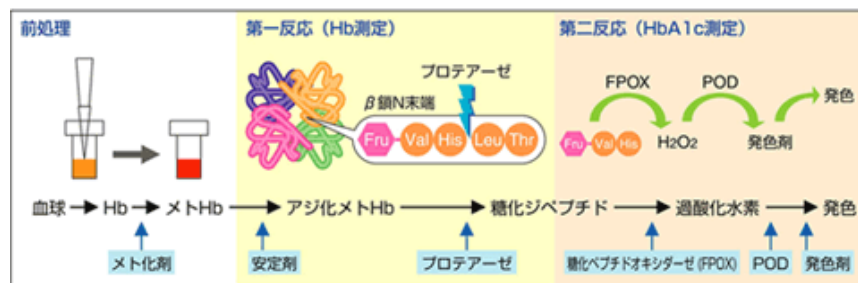 前処理
第一反応（Hb測定）
第二反応（HbA1c測定）
プロテアーゼ
β鎖N末端
Fru Val His Leu Thr
FPOX POD 発色
Fru Val His H2O2 発色剤
血球 Hb メトHb アジ化メトHb 糖化ジペプチド 過酸化水素 発色
メト化剤 安定剤 プロテアーゼ 糖化ペプチドオキシダーゼ(FPOX) POD 発色剤